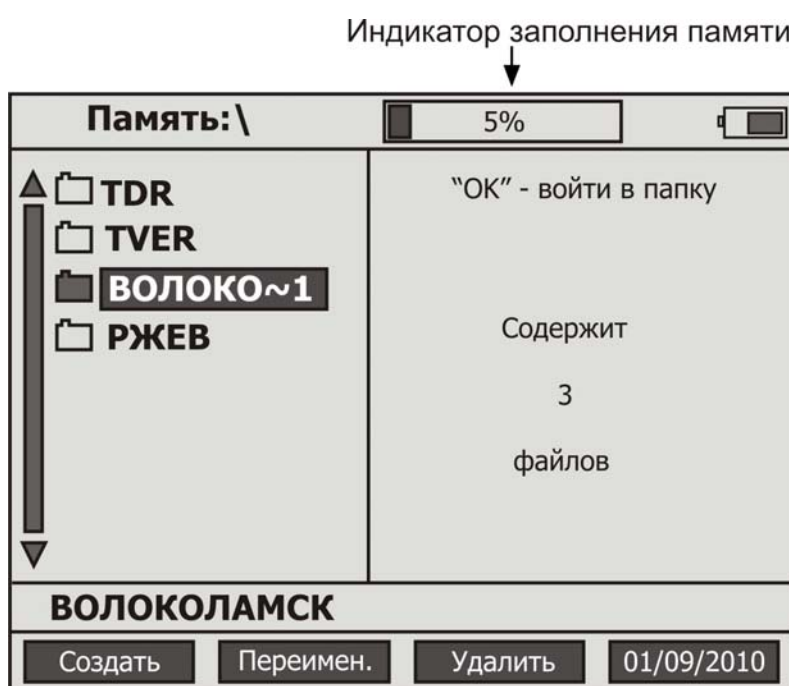 Индикатор заполнения памяти
Память:\ 5%
TDR
TVER
ВОЛОКО~1
РЖЕВ
"OK" - войти в папку
Содержит
3
файлов
ВОЛОКОЛАМСК
Создать Переимен. Удалить 01/09/2010